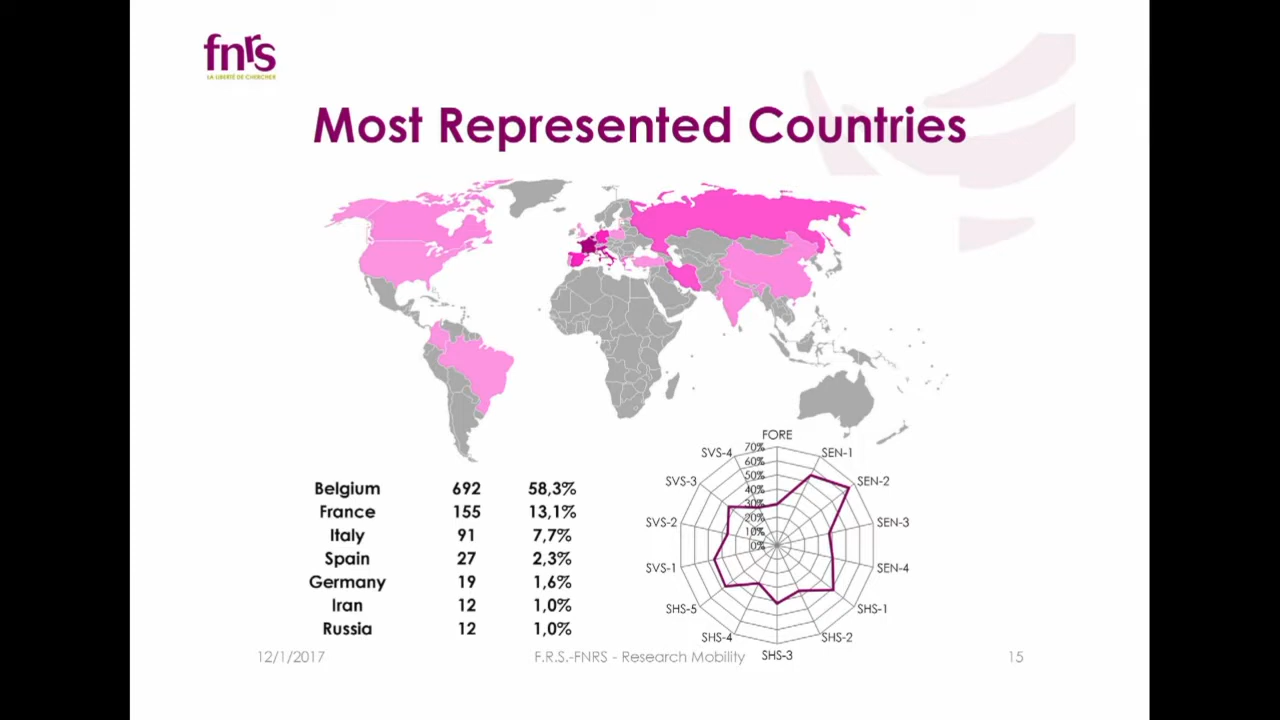 fnrs
LA LIBERTÉ DE CHERCHER
Most Represented Countries
Belgium 692 58,3%
France 155 13,1%
Italy 91 7,7%
Spain 27 2,3%
Germany 19 1,6%
Iran 12 1,0%
Russia 12 1,0%
FORE
SEN-1
SEN-2
SEN-3
SEN-4
SHS-1
SHS-2
SHS-3
SHS-4
SHS-5
SVS-1
SVS-2
SVS-3
SVS-4
70%
60%
50%
40%
30%
20%
10%
0%
12/1/2017 F.R.S.-FNRS - Research Mobility 15